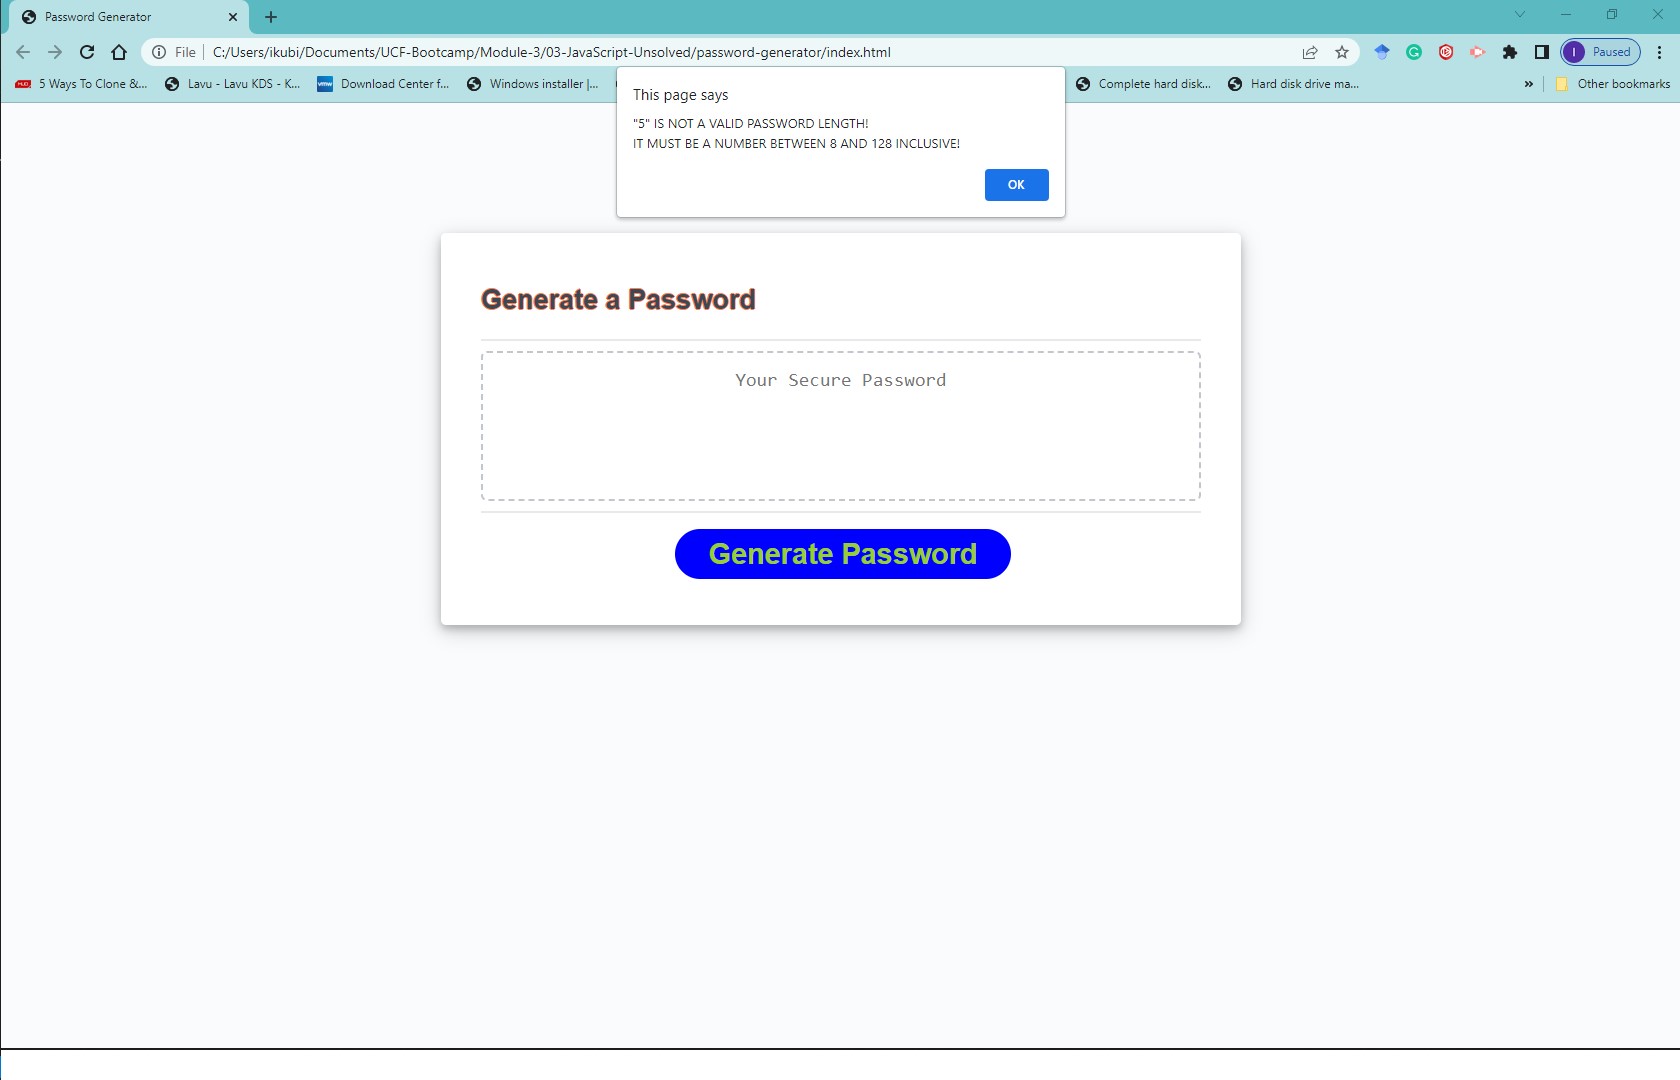 Password Generator
File
C:/Users/ikubi/Documents/UCF-Bootcamp/Module-3/03-JavaScript-Unsolved/password-generator/index.html
I
Paused
5 Ways To Clone &...
Lavu - Lavu KDS - K...
vmw
Download Center f...
Windows installer |...
Complete hard disk...
Hard disk drive ma...
»
Other bookmarks
This page says
"5" IS NOT A VALID PASSWORD LENGTH!
IT MUST BE A NUMBER BETWEEN 8 AND 128 INCLUSIVE!
OK
Generate a Password
Your Secure Password
Generate Password